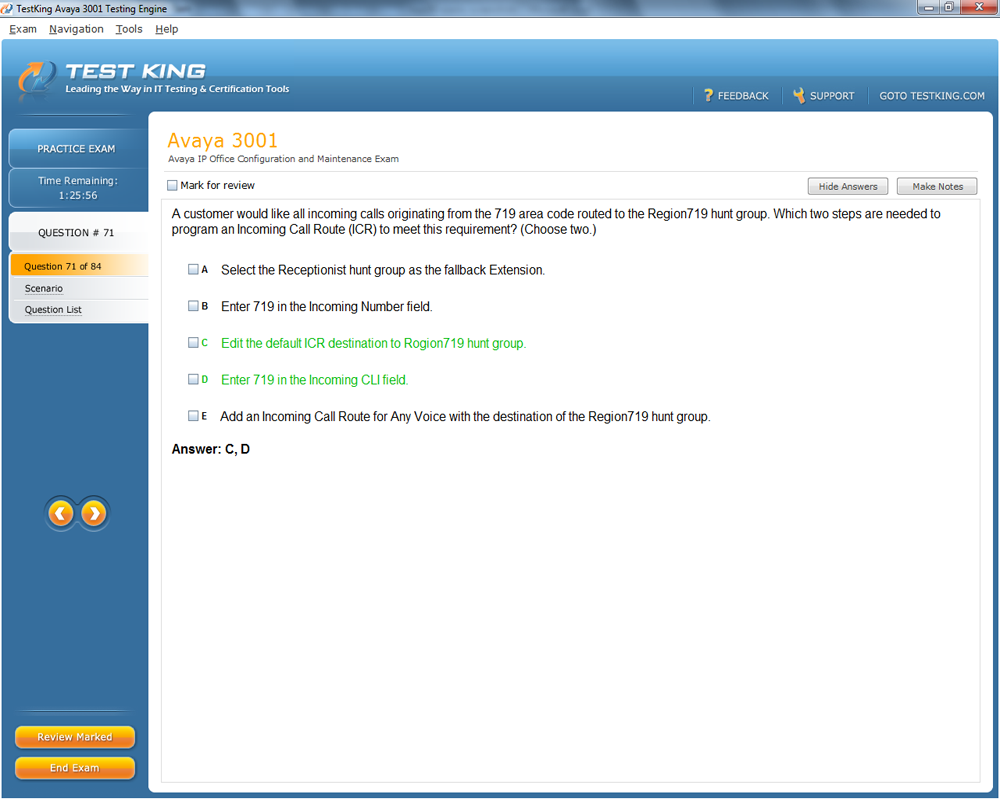 TestKing Avaya 3001 Testing Engine
Exam Navigation Tools Help
TEST KING
Leading the Way in IT Testing & Certification Tools
? FEEDBACK SUPPORT GOTO TESTKING.COM
PRACTICE EXAM
Time Remaining:
1:25:56
QUESTION # 71
Question 71 of 84
Scenario
Question List
Avaya 3001
Avaya IP Office Configuration and Maintenance Exam
Mark for review
Hide Answers Make Notes
A customer would like all incoming calls originating from the 719 area code routed to the Region719 hunt group. Which two steps are needed to
program an Incoming Call Route (ICR) to meet this requirement? (Choose two.)
A Select the Receptionist hunt group as the fallback Extension.
B Enter 719 in the Incoming Number field.
C Edit the default ICR destination to Rogion719 hunt group.
D Enter 719 in the Incoming CLI field.
E Add an Incoming Call Route for Any Voice with the destination of the Region719 hunt group.
Answer: C, D
Review Marked
End Exam